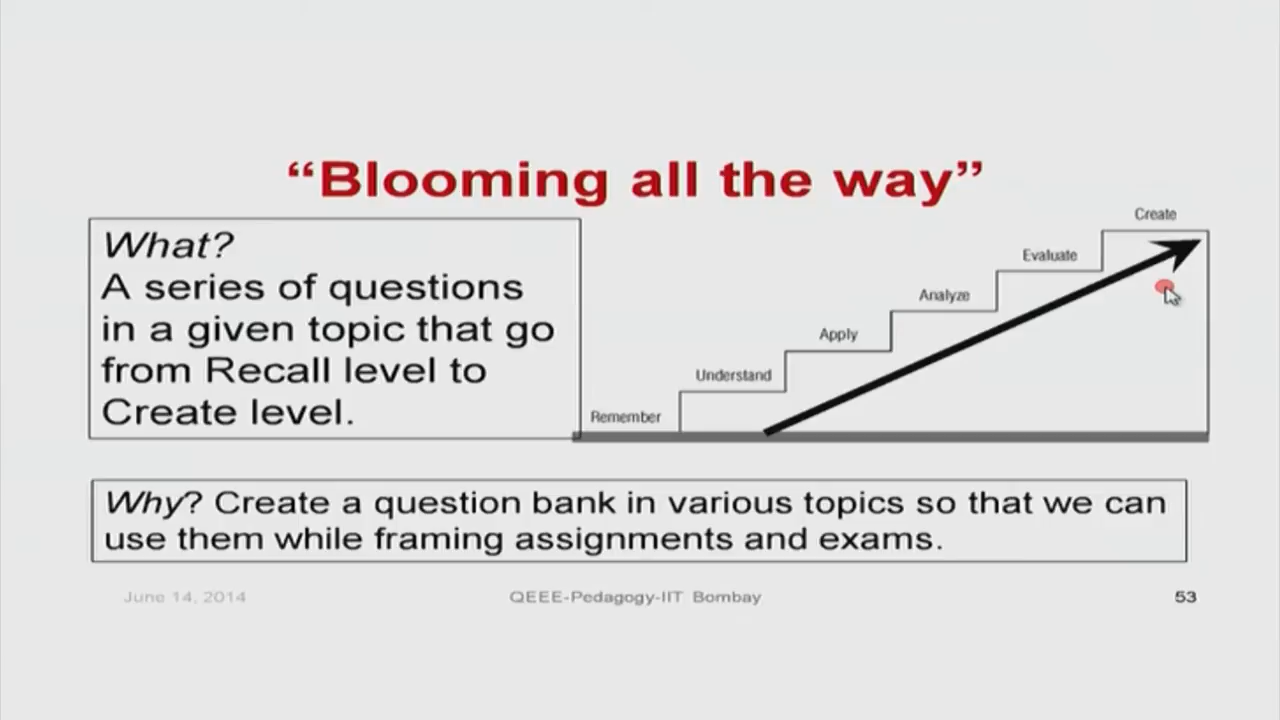 “Blooming all the way”
What?
A series of questions
in a given topic that go
from Recall level to
Create level.
Create
Evaluate
Analyze
Apply
Understand
Remember
Why? Create a question bank in various topics so that we can
use them while framing assignments and exams.
June 14, 2014
QEEE-Pedagogy-IIT Bombay
53